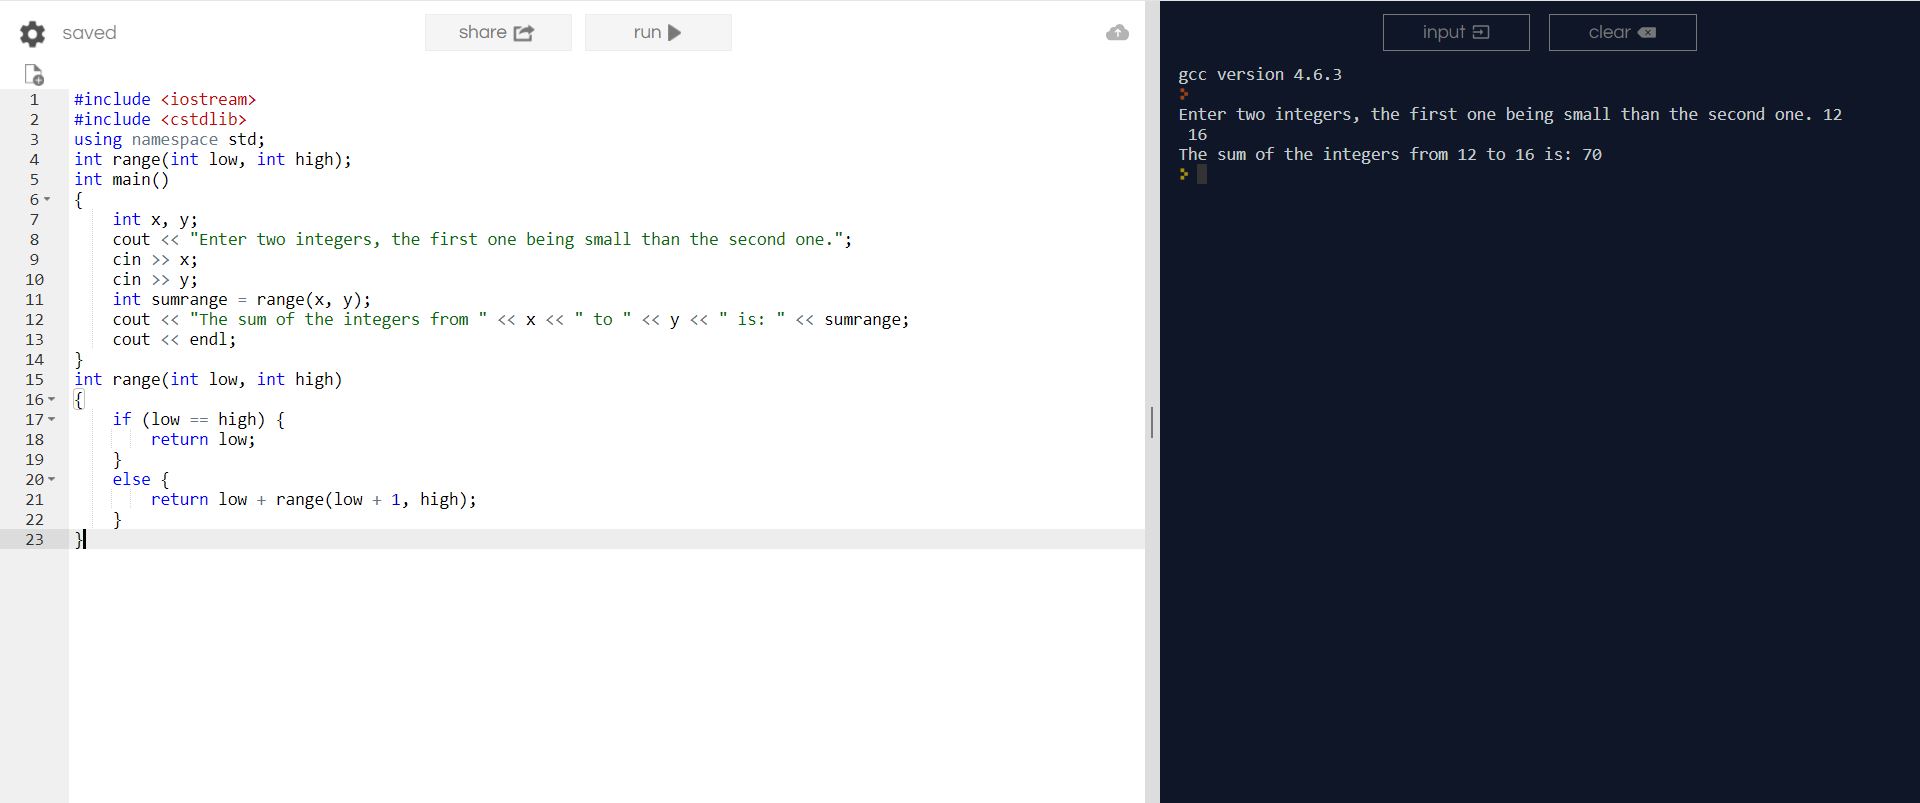 saved
share
run
input
clear
1 #include <iostream>
2 #include <cstdlib>
3 using namespace std;
4 int range(int low, int high);
5 int main()
6 {
7     int x, y;
8     cout << "Enter two integers, the first one being small than the second one.";
9     cin >> x;
10     cin >> y;
11     int sumrange = range(x, y);
12     cout << "The sum of the integers from " << x << " to " << y << " is: " << sumrange;
13     cout << endl;
14 }
15 int range(int low, int high)
16 {
17     if (low == high) {
18         return low;
19     }
20     else {
21         return low + range(low + 1, high);
22     }
23 }
gcc version 4.6.3
Enter two integers, the first one being small than the second one. 12
 16
The sum of the integers from 12 to 16 is: 70